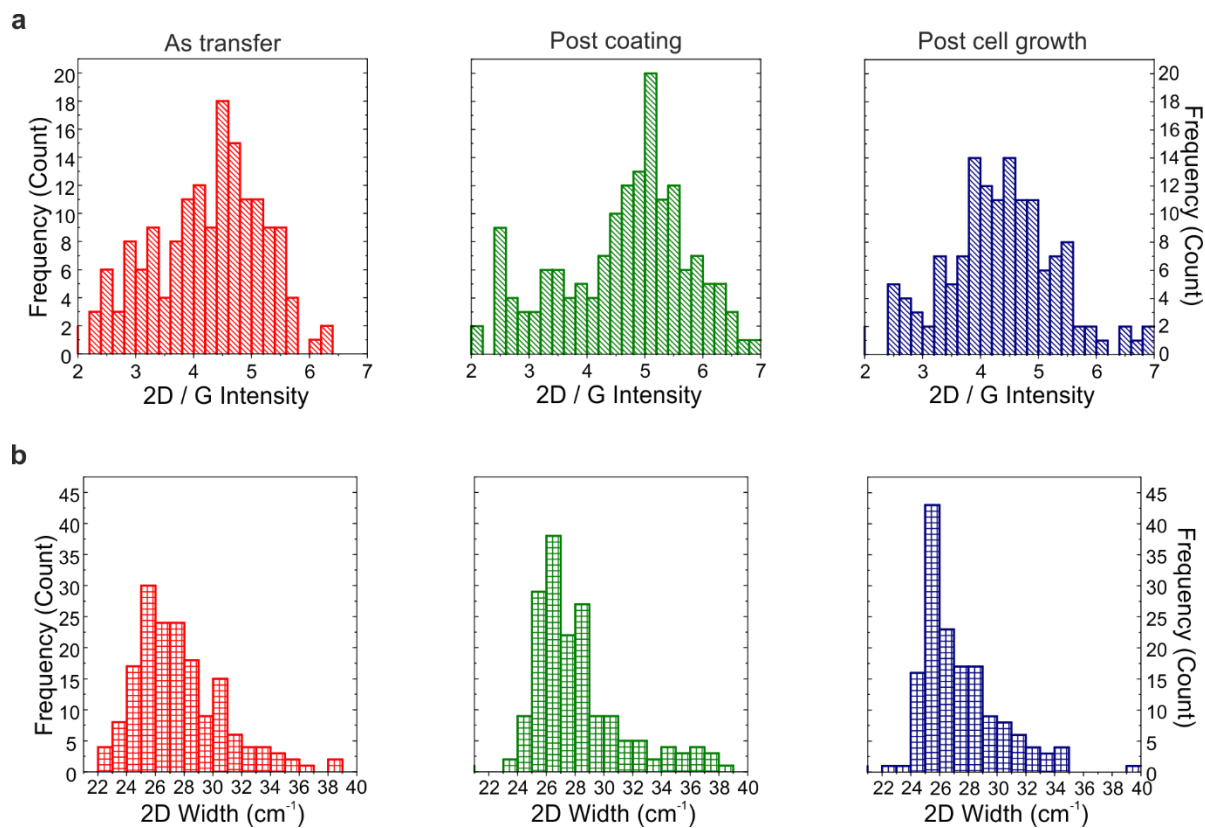 a
As transfer
Post coating
Post cell growth
20
18
16
14
12
10
8
6
4
2
0
Frequency (Count)
2 3 4 5 6 7
2D / G Intensity
2 3 4 5 6 7
2D / G Intensity
2 3 4 5 6 7
2D / G Intensity
20
18
16
14
12
10
8
6
4
2
0
Frequency (Count)
b
45
40
35
30
25
20
15
10
5
0
Frequency (Count)
22 24 26 28 30 32 34 36 38 40
2D Width (cm⁻¹)
22 24 26 28 30 32 34 36 38 40
2D Width (cm⁻¹)
22 24 26 28 30 32 34 36 38 40
2D Width (cm⁻¹)
45
40
35
30
25
20
15
10
5
0
Frequency (Count)